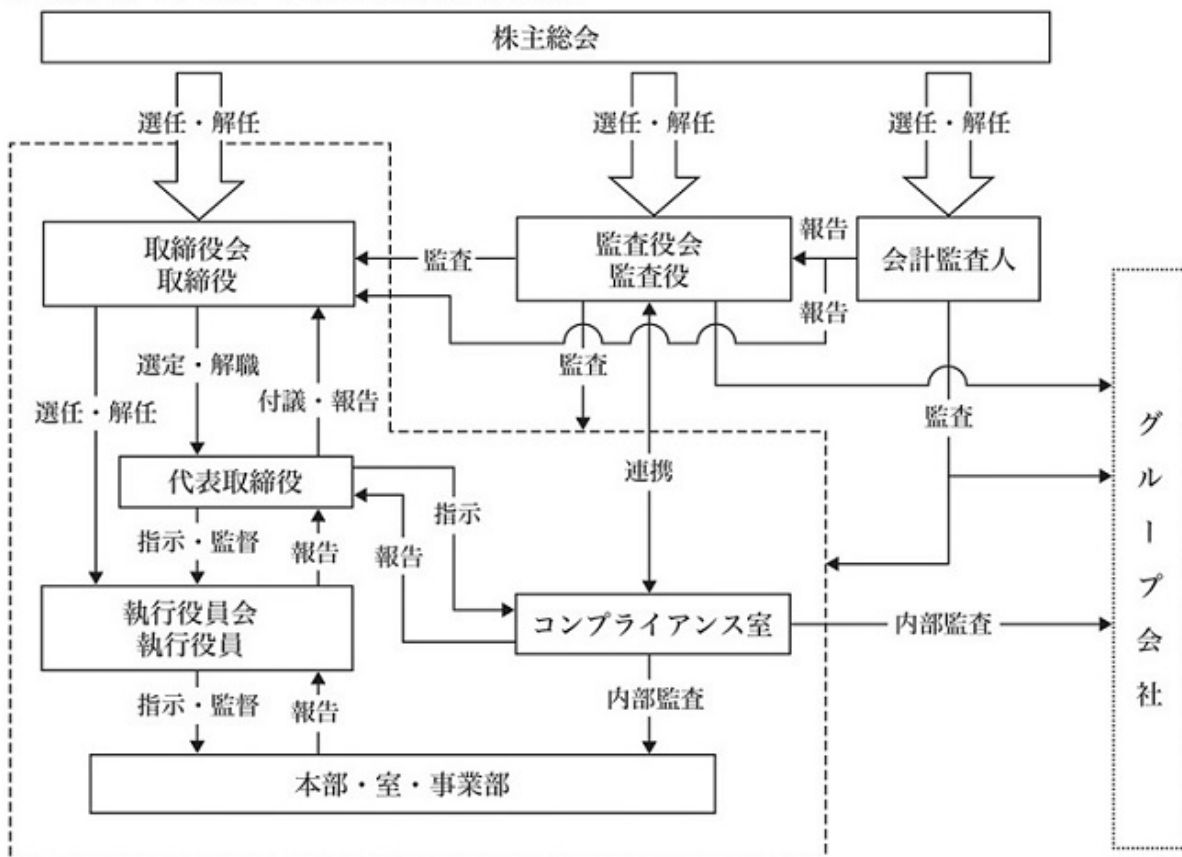 株主総会
選任・解任
選任・解任
選任・解任
取締役会
取締役
監査
監査役会
監査役
報告
報告
会計監査人
選定・解職
選任・解任
付議・報告
監査
監査
連携
代表取締役
指示
指示・監督
報告
報告
執行役員会
執行役員
コンプライアンス室
内部監査
グループ会社
指示・監督
報告
内部監査
本部・室・事業部